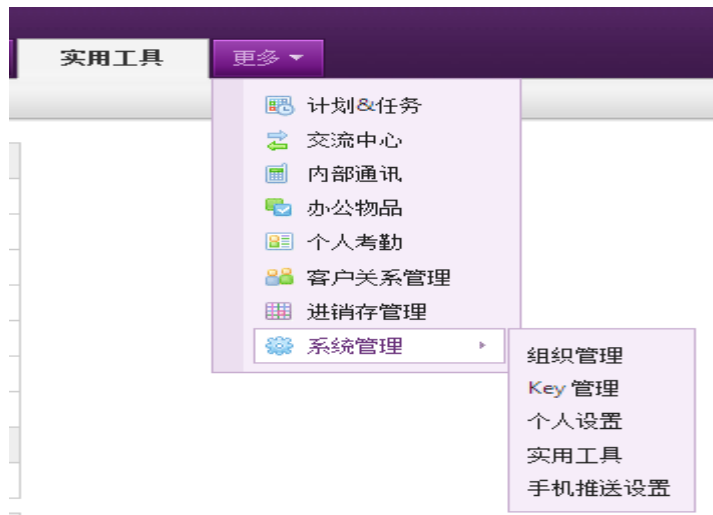 实用工具
更多
计划&任务
交流中心
内部通讯
办公物品
个人考勤
客户关系管理
进销存管理
系统管理
组织管理
Key 管理
个人设置
实用工具
手机推送设置